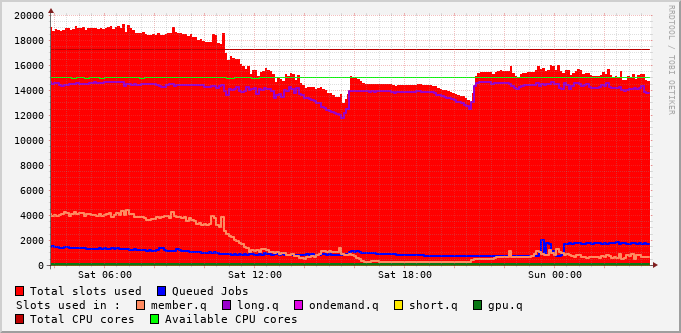 RRDTOOL / TOBI OETIKER
20000
18000
16000
14000
12000
10000
8000
6000
4000
2000
0
Sat 06:00 Sat 12:00 Sat 18:00 Sun 00:00
Total slots used Queued Jobs
Slots used in : member.q long.q ondemand.q short.q gpu.q
Total CPU cores Available CPU cores